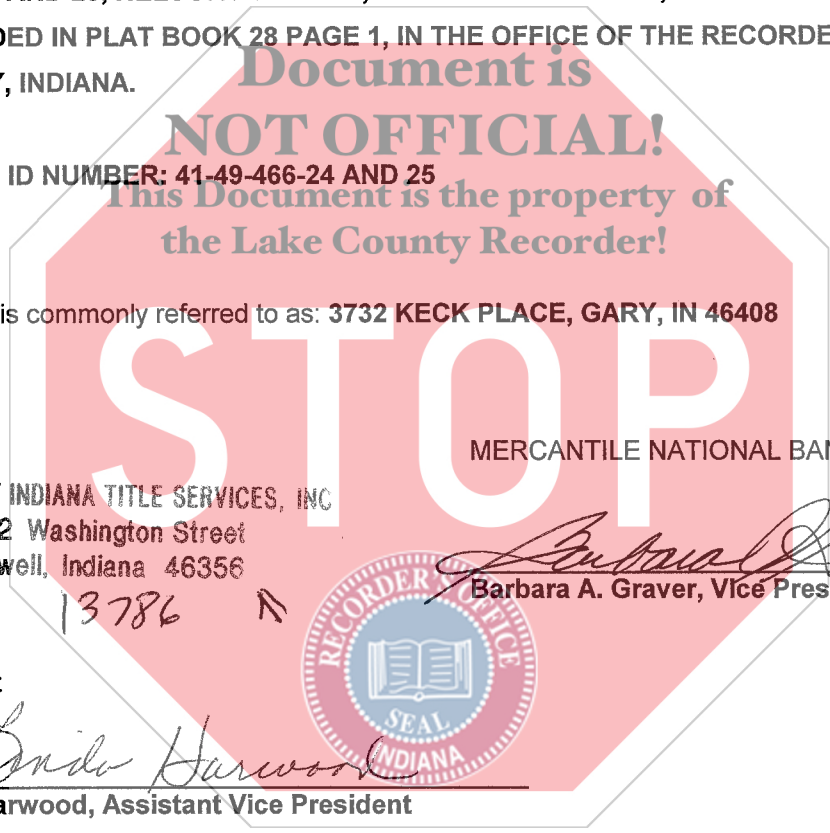 DED IN PLAT BOOK 28 PAGE 1, IN THE OFFICE OF THE RECORDE
Y, INDIANA.
Document is
NOT OFFICIAL!
ID NUMBER: 41-49-466-24 AND 25
This Document is the property of
the Lake County Recorder!
is commonly referred to as: 3732 KECK PLACE, GARY, IN 46408
STOP
MERCANTILE NATIONAL BAN
INDIANA TITLE SERVICES, INC
2 Washington Street
well, Indiana 46356
13786
Barbara A. Graver, Vice Pres
RECORDER'S OFFICE
SEAL
INDIANA
Linda Harwood
arwood, Assistant Vice President